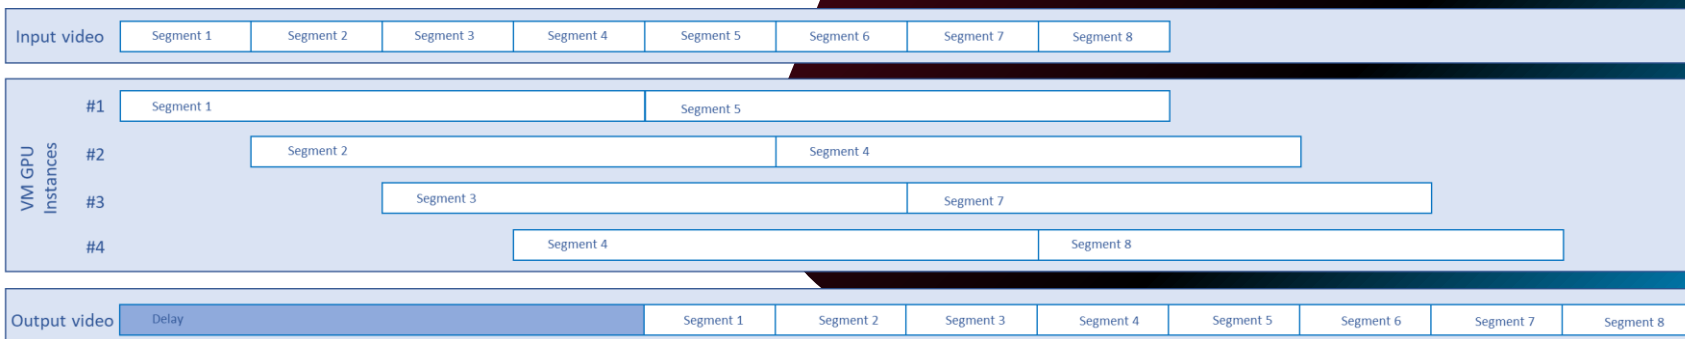 Input video Segment 1 Segment 2 Segment 3 Segment 4 Segment 5 Segment 6 Segment 7 Segment 8
VM GPU
Instances
#1 Segment 1 Segment 5
#2 Segment 2 Segment 4
#3 Segment 3 Segment 7
#4 Segment 4 Segment 8
Output video Delay Segment 1 Segment 2 Segment 3 Segment 4 Segment 5 Segment 6 Segment 7 Segment 8